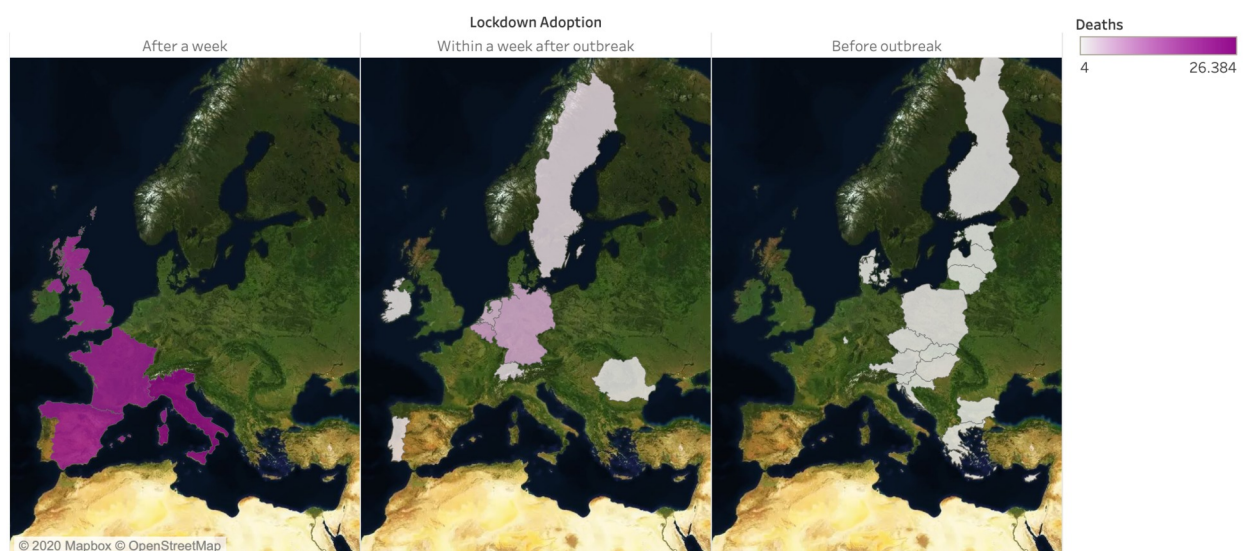 Lockdown Adoption
After a week
Within a week after outbreak
Before outbreak
Deaths
4
26.384
© 2020 Mapbox © OpenStreetMap